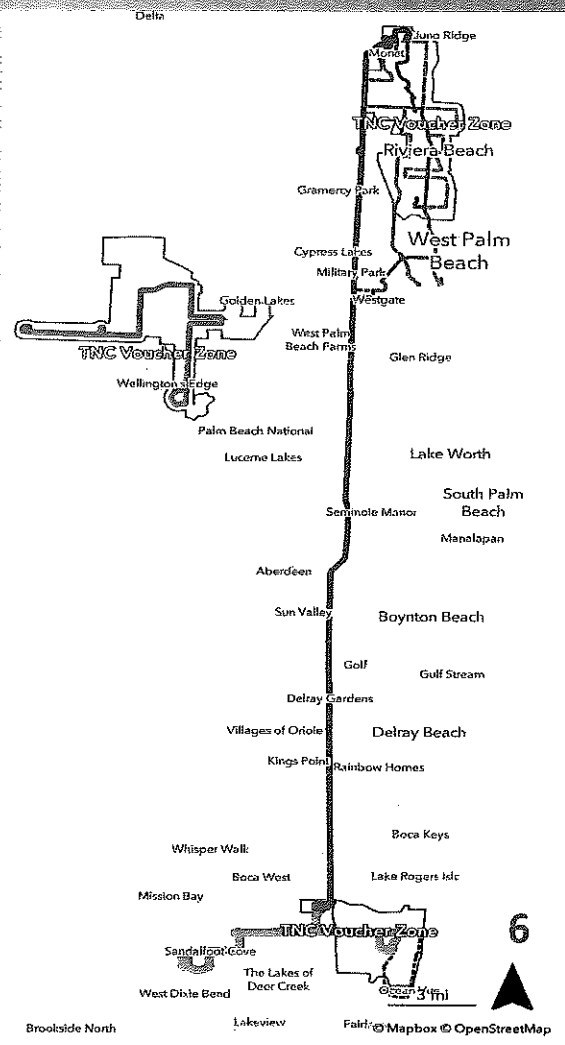 Delta
Juno Ridge
Monet
TNC Voucher Zone
Riviera Beach
Gramercy Park
West Palm
Beach
Cypress Lakes
Military Park
Golden Lakes
Westgate
West Palm
Beach Farms
TNC Voucher Zone
Glen Ridge
Wellington's Edge
Palm Beach National
Lucerne Lakes
Lake Worth
South Palm
Beach
Seminole Manor
Manalapan
Aberdeen
Sun Valley
Boynton Beach
Golf
Gulf Stream
Delray Gardens
Villages of Oriole
Delray Beach
Kings Point
Rainbow Homes
Boca Keys
Whisper Walk
Boca West
Lake Rogers Isle
Mission Bay
6
TNC Voucher Zone
Sandalfoot Cove
The Lakes of
Deer Creek
West Dixie Bend
3 mi
Brookside North
Lakeview
© Mapbox © OpenStreetMap